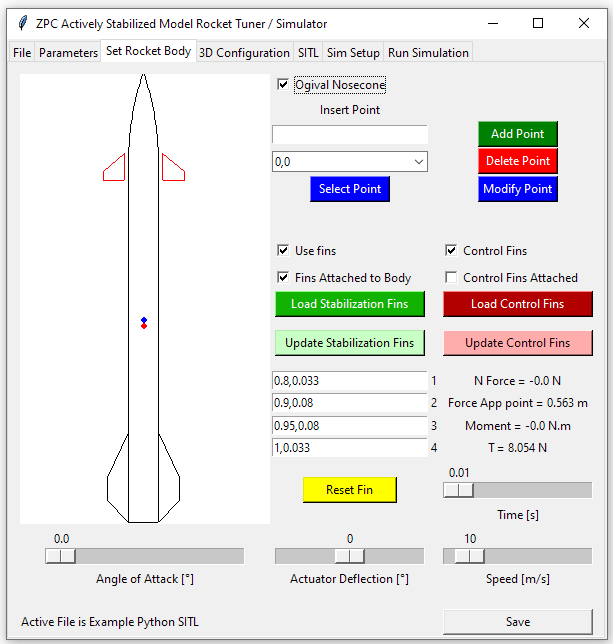 ZPC Actively Stabilized Model Rocket Tuner / Simulator
File Parameters Set Rocket Body 3D Configuration SITL Sim Setup Run Simulation
Ogival Nosecone
Insert Point
Add Point
0,0
Delete Point
Select Point
Modify Point
Use fins
Control Fins
Fins Attached to Body
Control Fins Attached
Load Stabilization Fins
Load Control Fins
Update Stabilization Fins
Update Control Fins
0.8,0.033 1
N Force = -0.0 N
0.9,0.08 2
Force App point = 0.563 m
0.95,0.08 3
Moment = -0.0 N.m
1,0.033 4
T = 8.054 N
0.01
Reset Fin
Time [s]
0.0
0
10
Angle of Attack [°]
Actuator Deflection [°]
Speed [m/s]
Active File is Example Python SITL
Save